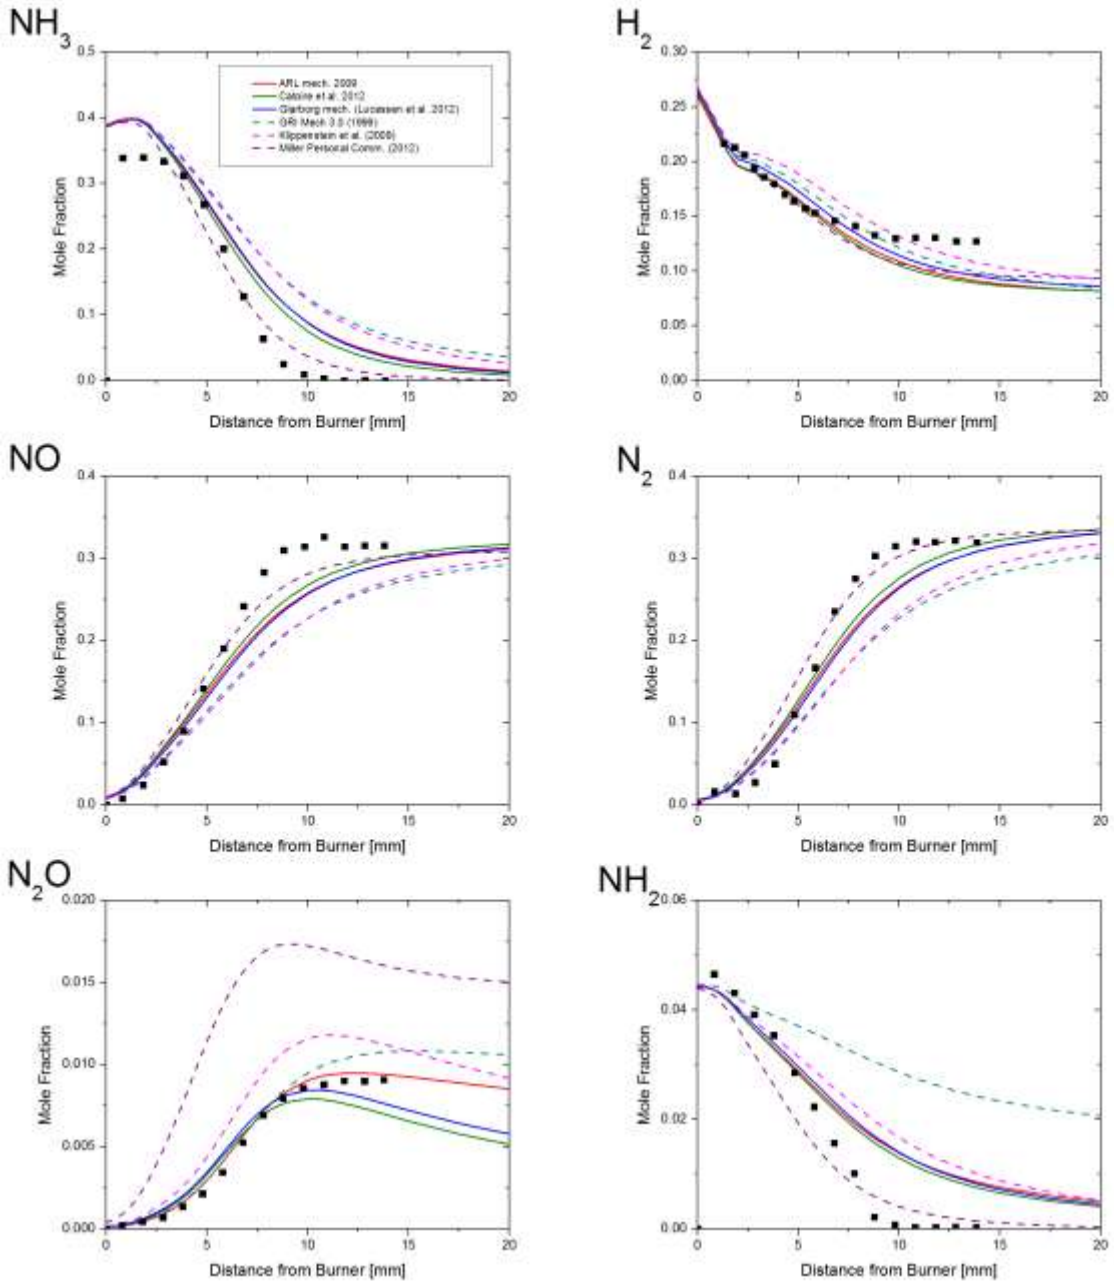 NH3
0.5
0.4
0.3
0.2
0.1
0.0
Mole Fraction
ARL mech. 2009
Catoire et al. 2012
Glarborg mech. (Lucassen et al. 2012)
GRI Mech 3.0 (1999)
Klippenstein et al. (2009)
Miller Personal Comm. (2012)
0 5 10 15 20
Distance from Burner [mm]
H2
0.30
0.25
0.20
0.15
0.10
0.05
0.00
Mole Fraction
0 5 10 15 20
Distance from Burner [mm]
NO
0.4
0.3
0.2
0.1
0.0
Mole Fraction
0 5 10 15 20
Distance from Burner [mm]
N2
0.4
0.3
0.2
0.1
0.0
Mole Fraction
0 5 10 15 20
Distance from Burner [mm]
N2O
0.020
0.015
0.010
0.005
0.000
Mole Fraction
0 5 10 15 20
Distance from Burner [mm]
NH2
0.06
0.04
0.02
0.00
Mole Fraction
0 5 10 15 20
Distance from Burner [mm]